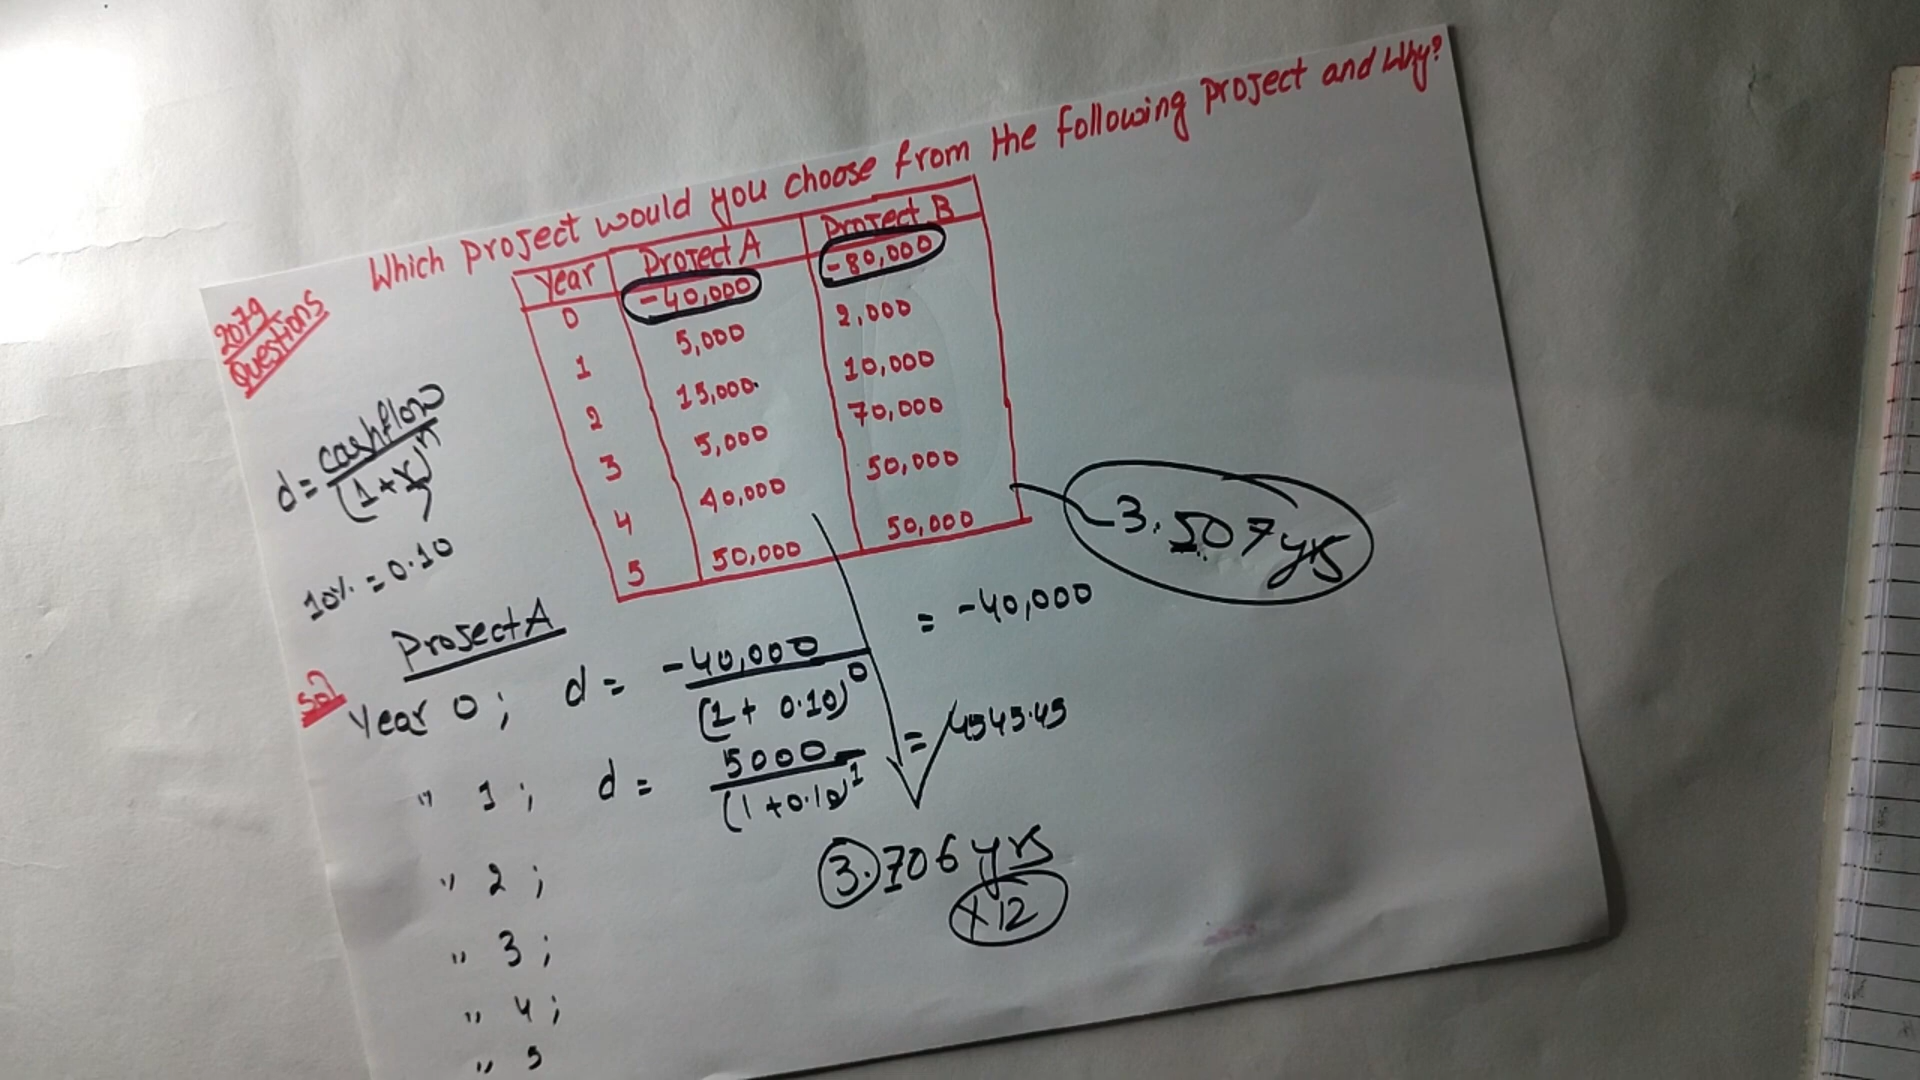 Which Project would you choose from the following project and Why?
2079
Questions
Year Project A Project B
0 -40,000 -80,000
1 5,000 2,000
2 15,000 10,000
3 5,000 70,000
4 40,000 50,000
5 50,000 50,000
d = cashflow
(1+r)^n
10% = 0.10
3.507 yrs
Project A
Sol
Year 0; d = -40,000 = -40,000
(1 + 0.10)^0
" 1; d = 5000 = 4545.45
(1 + 0.10)^1
3.706 yrs
×12
" 2;
" 3;
" 4;
" 5